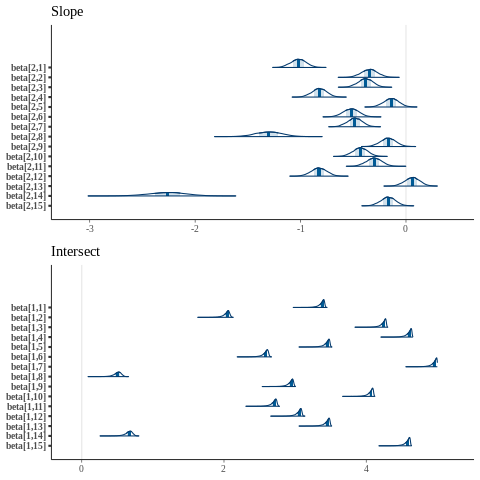 Slope
beta[2,1]
beta[2,2]
beta[2,3]
beta[2,4]
beta[2,5]
beta[2,6]
beta[2,7]
beta[2,8]
beta[2,9]
beta[2,10]
beta[2,11]
beta[2,12]
beta[2,13]
beta[2,14]
beta[2,15]
-3 -2 -1 0
Intersect
beta[1,1]
beta[1,2]
beta[1,3]
beta[1,4]
beta[1,5]
beta[1,6]
beta[1,7]
beta[1,8]
beta[1,9]
beta[1,10]
beta[1,11]
beta[1,12]
beta[1,13]
beta[1,14]
beta[1,15]
0 2 4